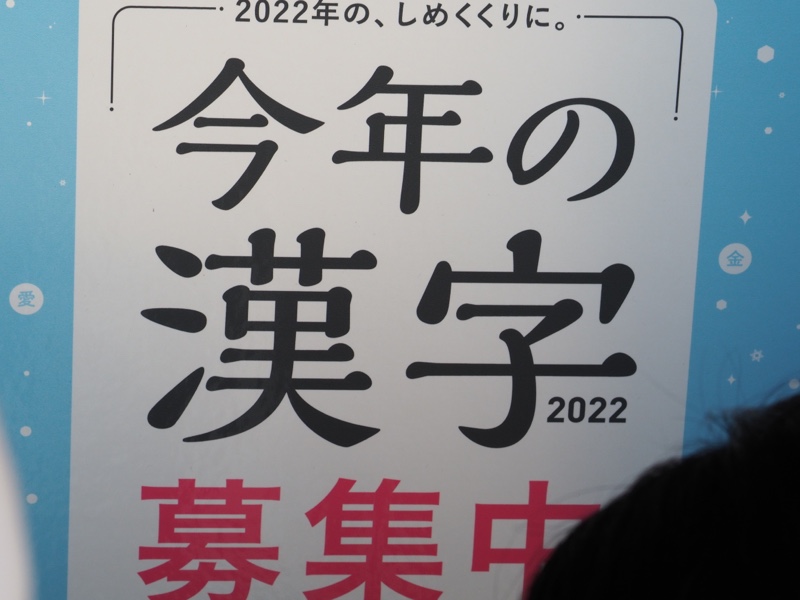 2022年の、しめくくりに。
今年の
漢字
2022
募集中
愛
金